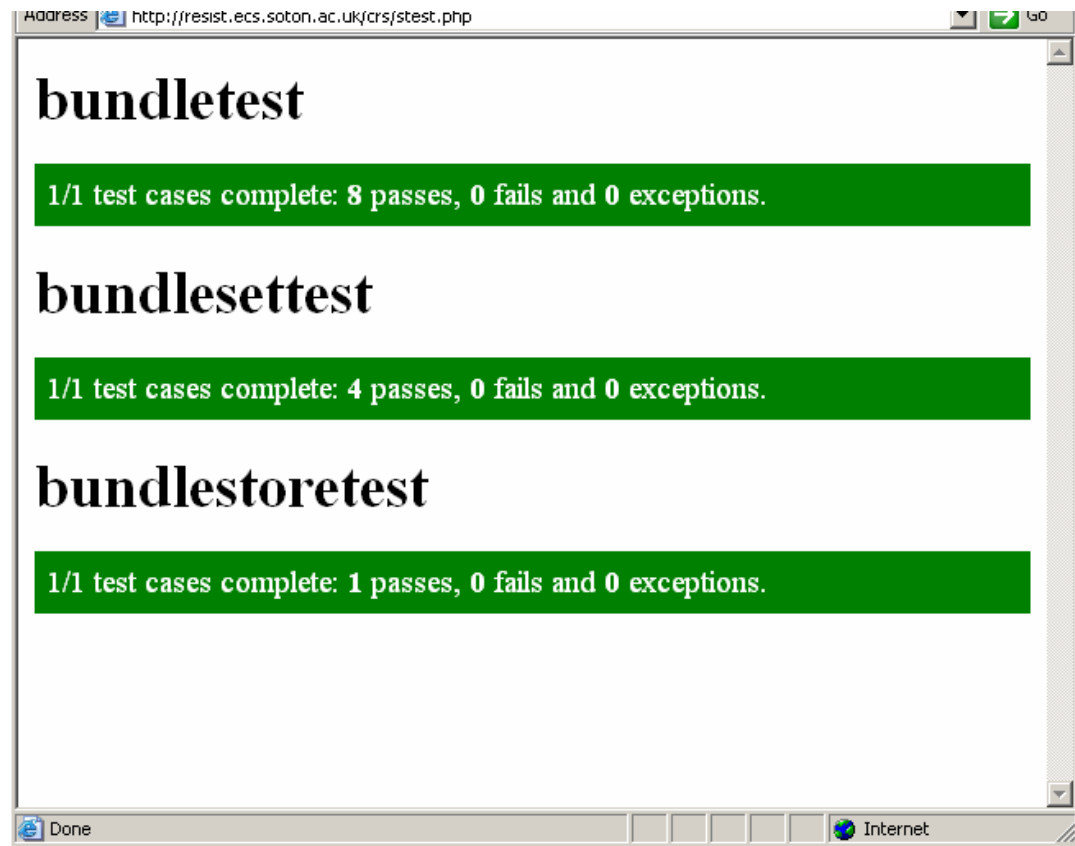 Address http://resist.ecs.soton.ac.uk/crs/stest.php Go
bundletest
1/1 test cases complete: 8 passes, 0 fails and 0 exceptions.
bundlesettest
1/1 test cases complete: 4 passes, 0 fails and 0 exceptions.
bundlestoretest
1/1 test cases complete: 1 passes, 0 fails and 0 exceptions.
Done Internet